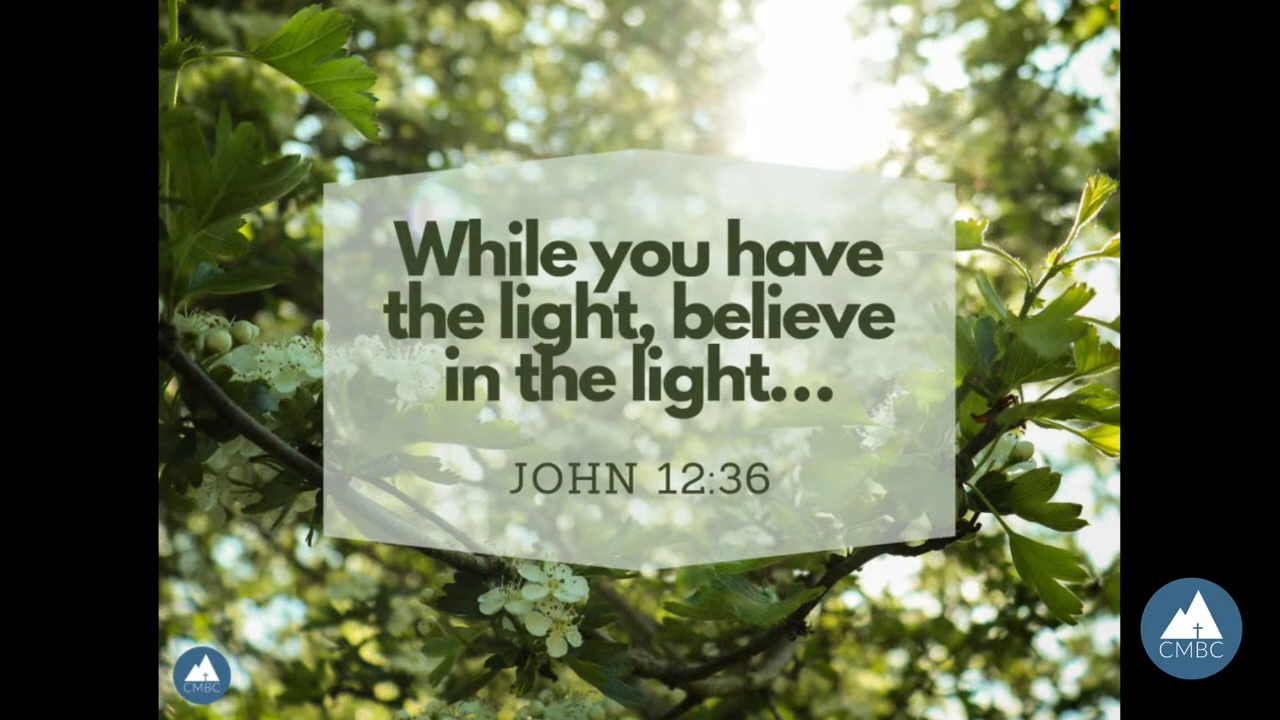 While you have
the light, believe
in the light...
JOHN 12:36
CMBC
CMBC